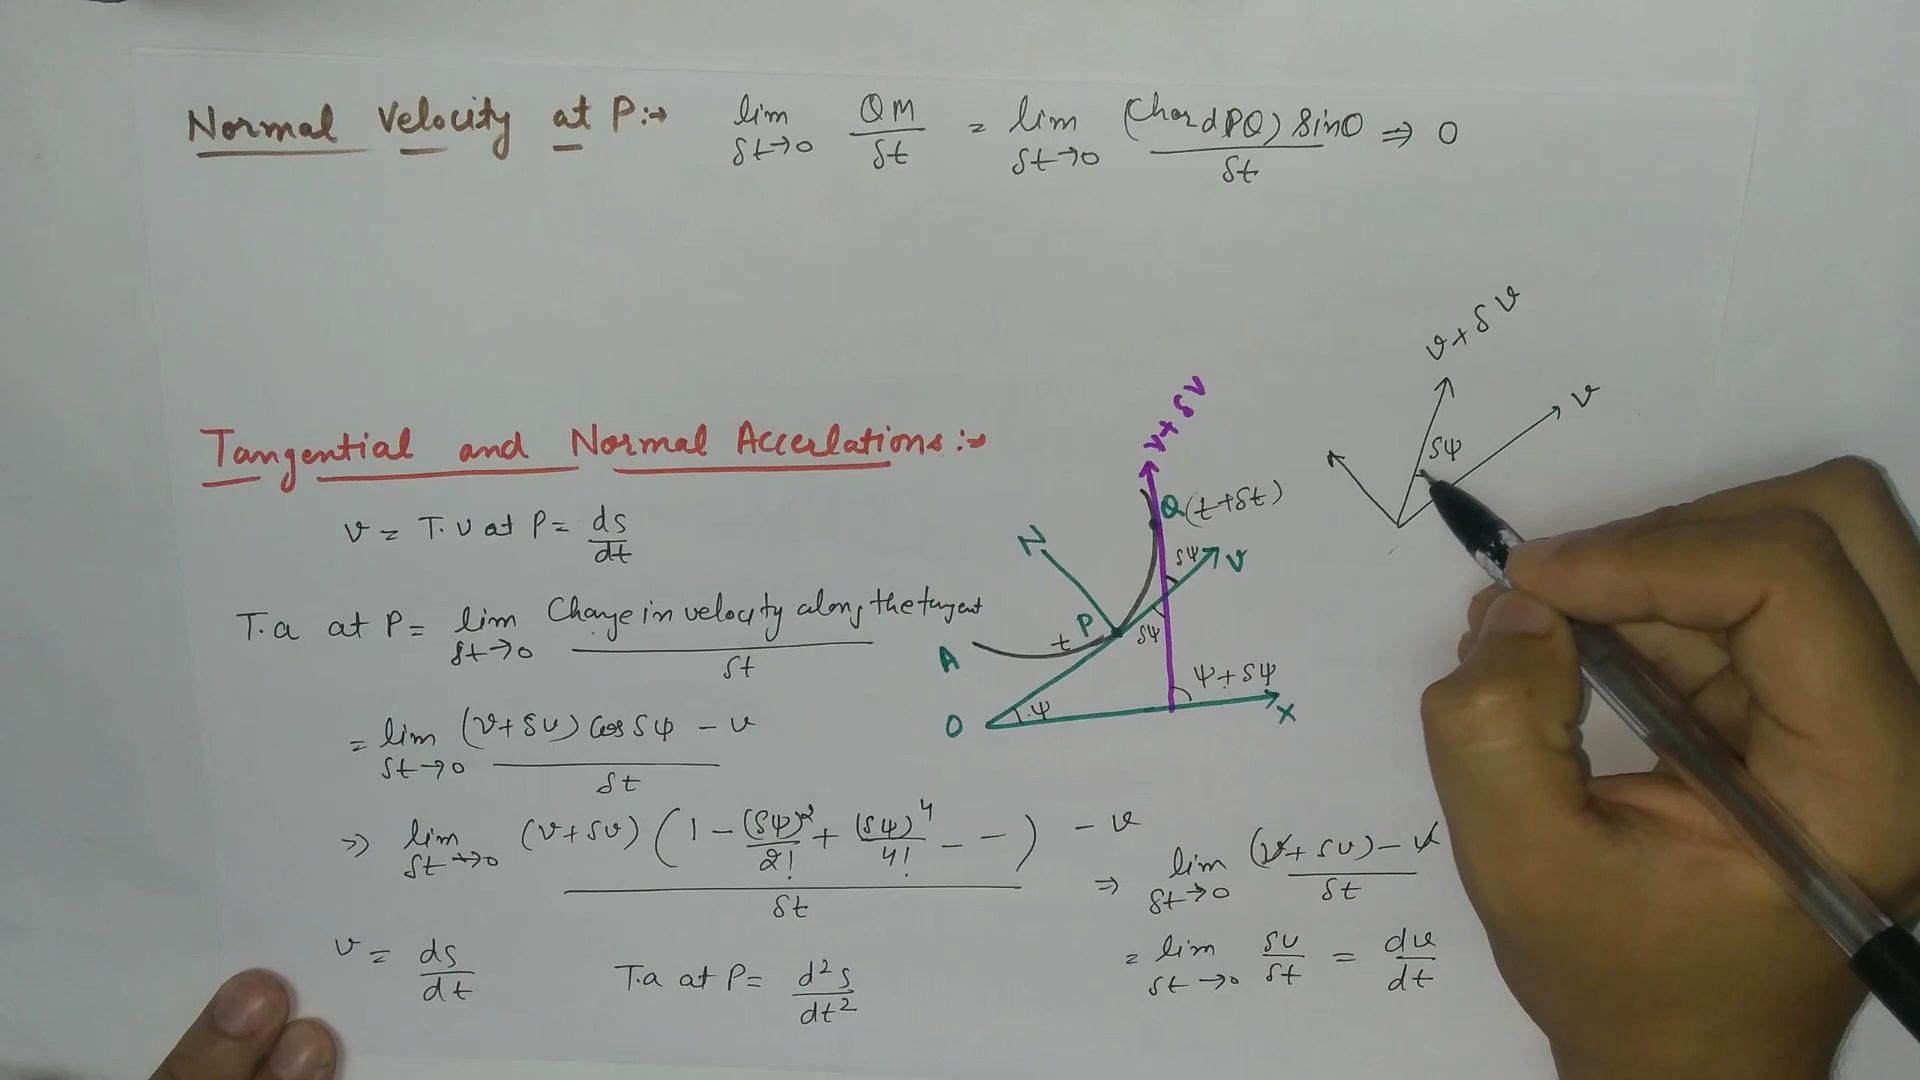 Normal Velocity at P:→ lim δt→0 QM/δt = lim δt→0 (Chord PQ) Sinθ/δt ⇒ 0
Tangential and Normal Accerlations:→
v = T.v at P = ds/dt
T.a at P = lim δt→0 Change in velocity along the tangent/δt
= lim δt→0 (v+δv) Cos δψ - v/δt
⇒ lim δt→0 (v+δv) (1 - (δψ)²/2! + (δψ)⁴/4! - -) - v/δt
⇒ lim δt→0 (v+δv)-v/δt
= lim δt→0 δv/δt = dv/dt
v = ds/dt
T.a at P = d²s/dt²
v+δv
Q(t+δt)
N
δψ
v
P
t
δψ
A
ψ+δψ
O
ψ
X
v+δv
v
δψ